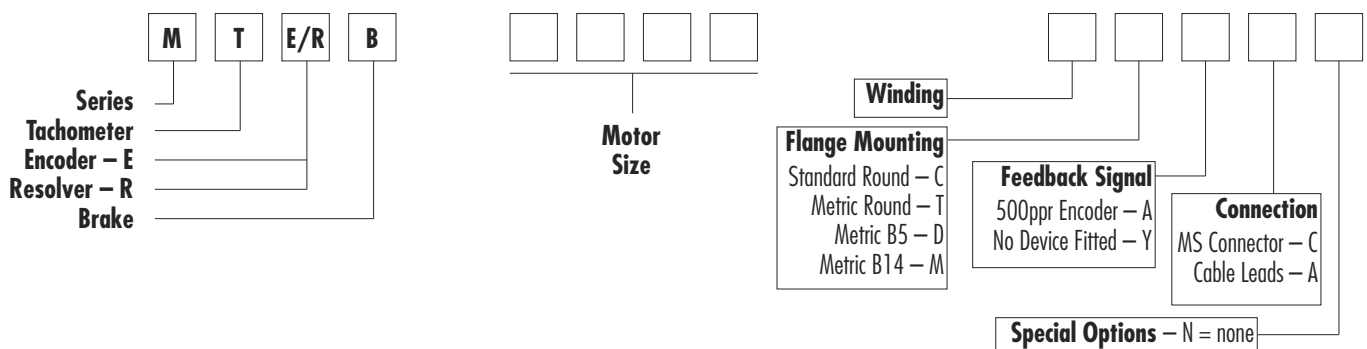 M T E/R B
Series
Tachometer
Encoder – E
Resolver – R
Brake
Motor
Size
Winding
Flange Mounting
Standard Round – C
Metric Round – T
Metric B5 – D
Metric B14 – M
Feedback Signal
500ppr Encoder – A
No Device Fitted – Y
Connection
MS Connector – C
Cable Leads – A
Special Options – N = none